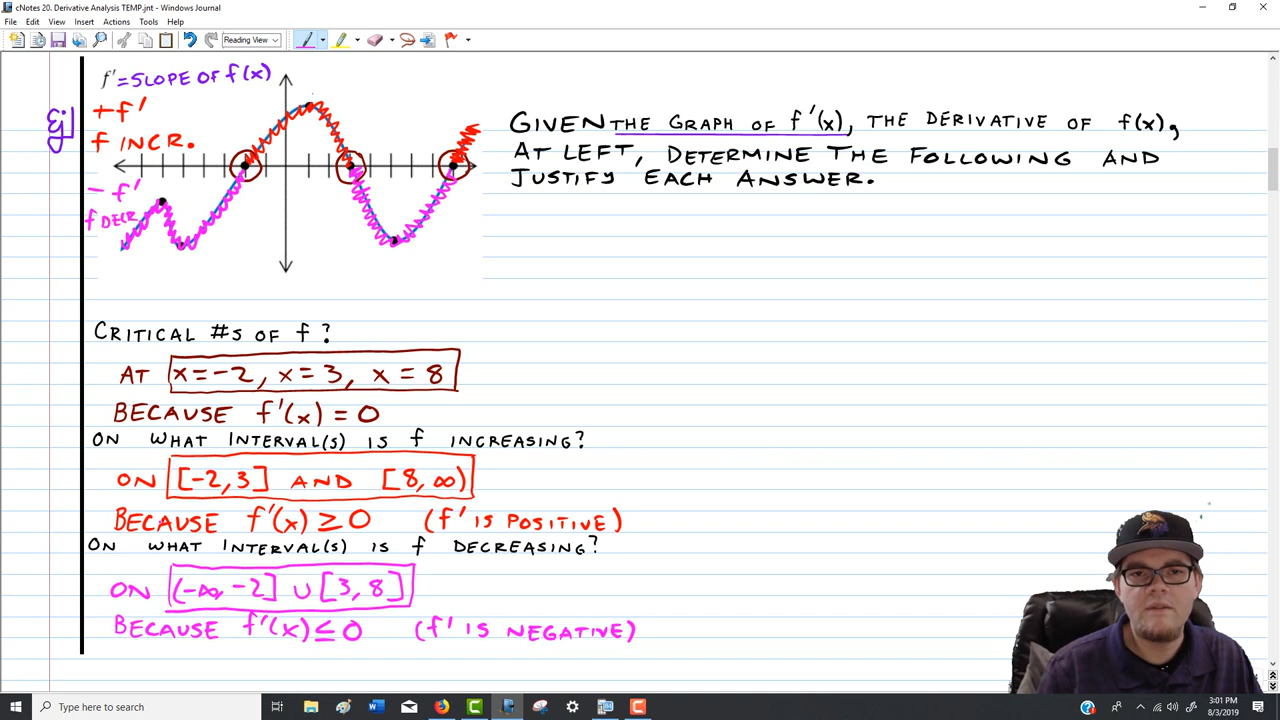 cNotes 20. Derivative Analysis TEMP.jnt - Windows Journal
File Edit View Insert Actions Tools Help
Reading View
Ej
f' = SLOPE OF f(x)
+f'
f INCR.
- f'
f DECR.
GIVEN THE GRAPH OF f'(x), THE DERIVATIVE OF f(x),
AT LEFT, DETERMINE THE FOLLOWING AND
JUSTIFY EACH ANSWER.
CRITICAL #S OF f?
AT x=-2, x=3, x=8
BECAUSE f'(x)=0
ON WHAT INTERVAL(S) IS f INCREASING?
ON [-2,3] AND [8,∞)
BECAUSE f'(x)≥0 (f' IS POSITIVE)
ON WHAT INTERVAL(S) IS f DECREASING?
ON (-∞,-2] ∪ [3,8]
BECAUSE f'(x)≤0 (f' IS NEGATIVE)
Type here to search
3:01 PM
8/3/2019